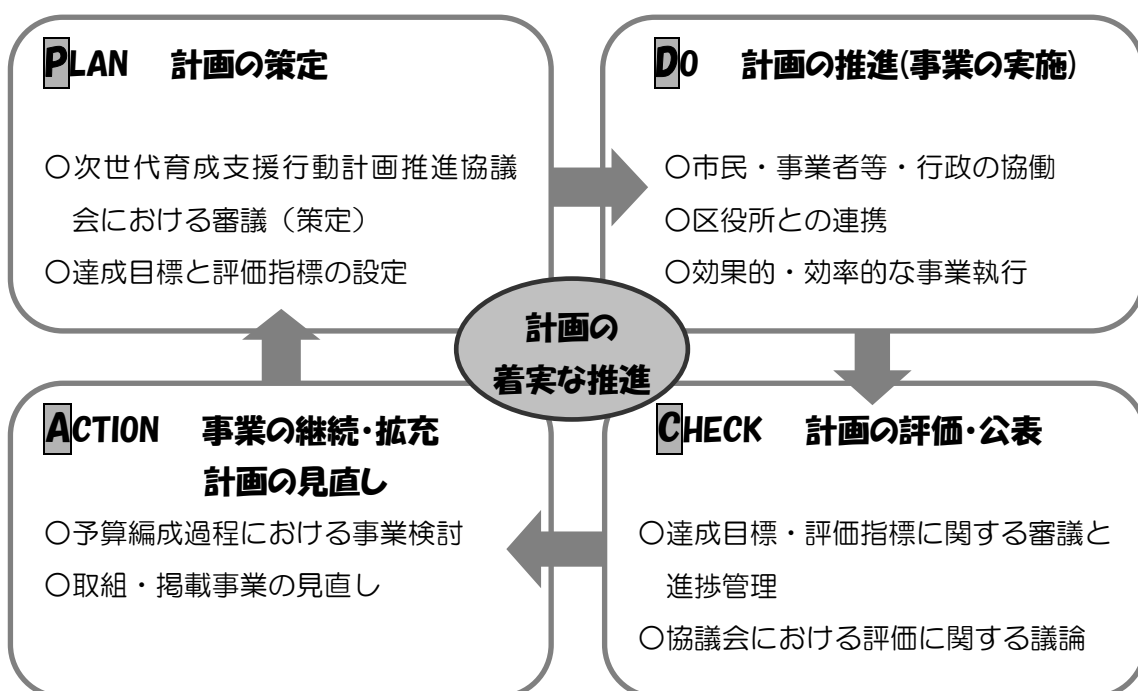 PLAN 計画の策定
○次世代育成支援行動計画推進協議
会における審議（策定）
○達成目標と評価指標の設定
DO 計画の推進(事業の実施)
○市民・事業者等・行政の協働
○区役所との連携
○効果的・効率的な事業執行
計画の
着実な推進
ACTION 事業の継続・拡充
計画の見直し
○予算編成過程における事業検討
○取組・掲載事業の見直し
CHECK 計画の評価・公表
○達成目標・評価指標に関する審議と
進捗管理
○協議会における評価に関する議論